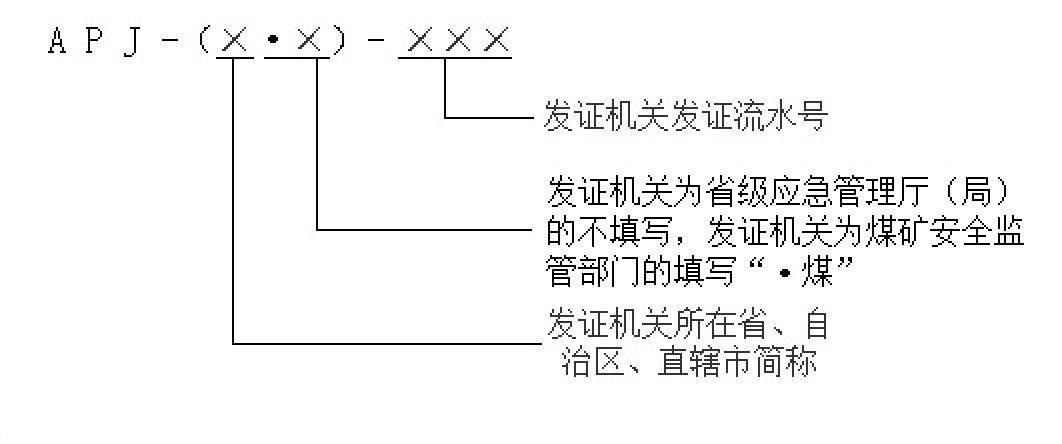 APJ-(×·×)-×××
发证机关发证流水号
发证机关为省级应急管理厅（局）
的不填写，发证机关为煤矿安全监
管部门的填写“·煤”
发证机关所在省、自
治区、直辖市简称